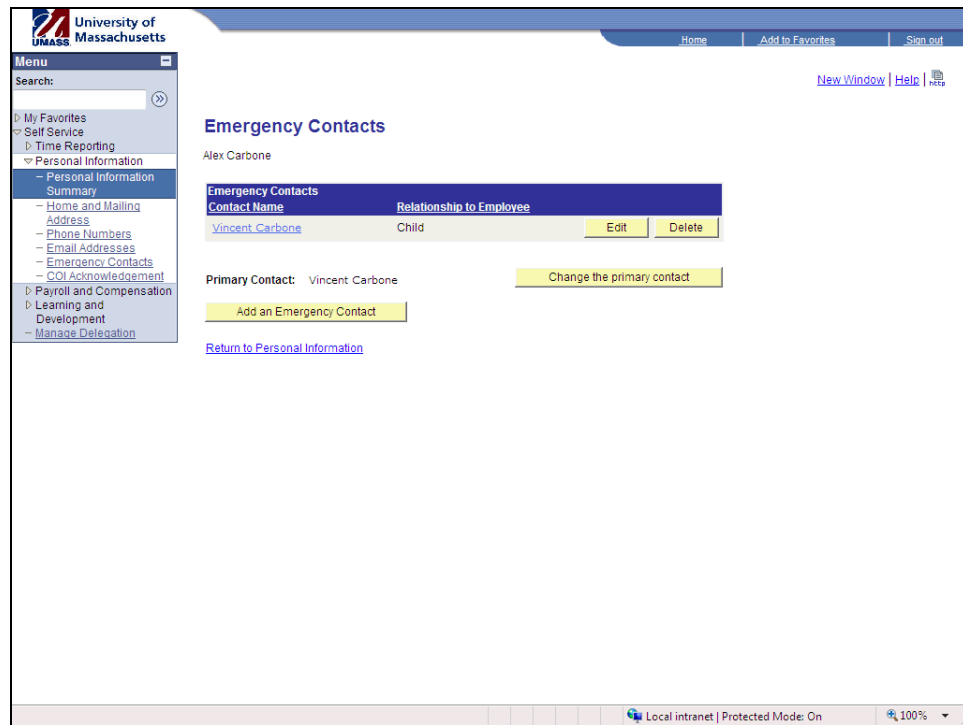 University of
Massachusetts
UMASS
Home
Add to Favorites
Sign out
Menu
Search:
New Window | Help | http
My Favorites
Self Service
Time Reporting
Personal Information
Personal Information
Summary
Home and Mailing
Address
Phone Numbers
Email Addresses
Emergency Contacts
COI Acknowledgement
Payroll and Compensation
Learning and
Development
Manage Delegation
Emergency Contacts
Alex Carbone
Emergency Contacts
Contact Name Relationship to Employee
Vincent Carbone Child Edit Delete
Primary Contact: Vincent Carbone Change the primary contact
Add an Emergency Contact
Return to Personal Information
Local intranet | Protected Mode: On 100%